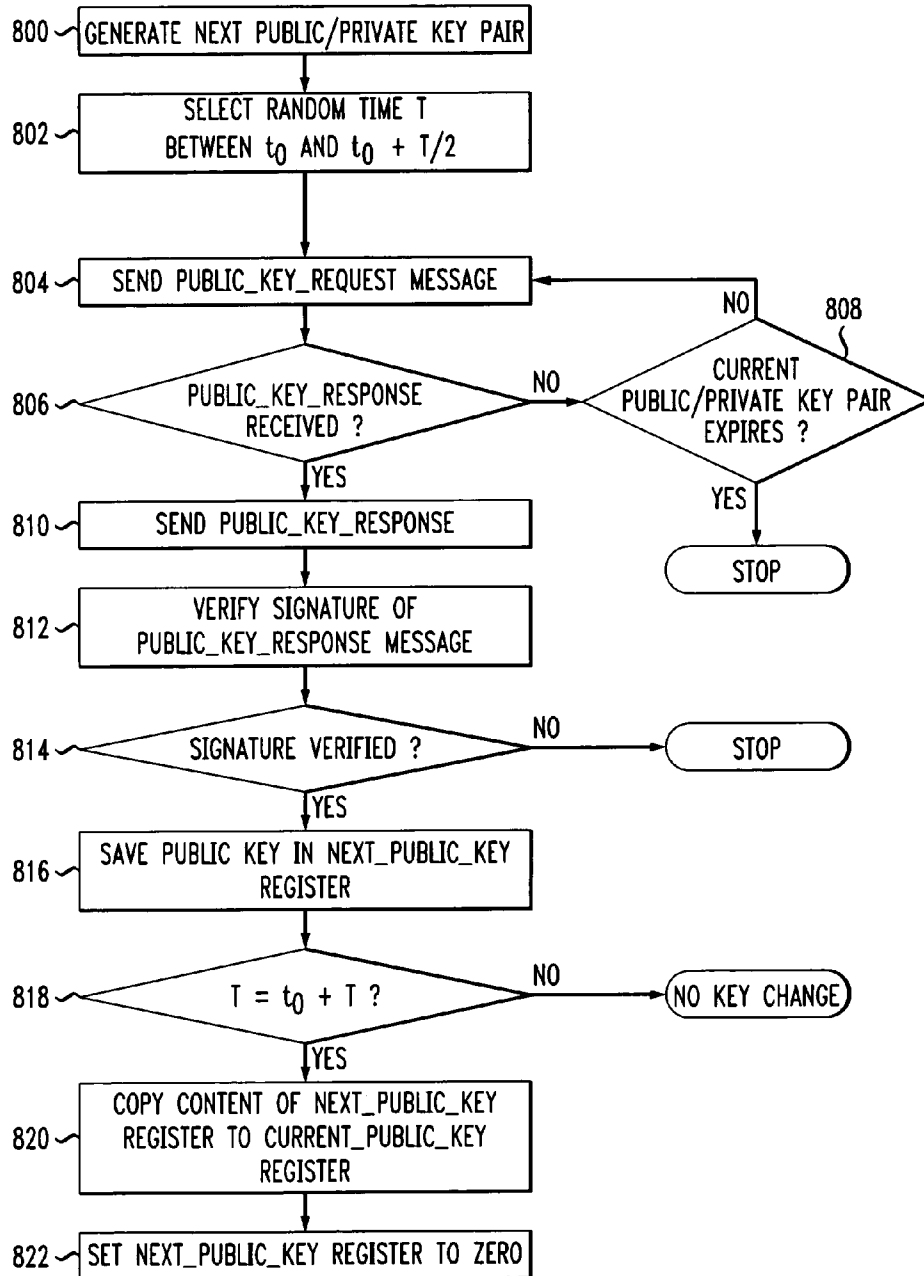 800 GENERATE NEXT PUBLIC/PRIVATE KEY PAIR
802 SELECT RANDOM TIME T
BETWEEN t0 AND t0 + T/2
804 SEND PUBLIC_KEY_REQUEST MESSAGE
NO
808
806 PUBLIC_KEY_RESPONSE
RECEIVED ?
NO
CURRENT
PUBLIC/PRIVATE KEY PAIR
EXPIRES ?
YES
YES
810 SEND PUBLIC_KEY_RESPONSE
STOP
812 VERIFY SIGNATURE OF
PUBLIC_KEY_RESPONSE MESSAGE
814 SIGNATURE VERIFIED ?
NO
STOP
YES
816 SAVE PUBLIC KEY IN NEXT_PUBLIC_KEY
REGISTER
818 T = t0 + T ?
NO
NO KEY CHANGE
YES
820 COPY CONTENT OF NEXT_PUBLIC_KEY
REGISTER TO CURRENT_PUBLIC_KEY
REGISTER
822 SET NEXT_PUBLIC_KEY REGISTER TO ZERO